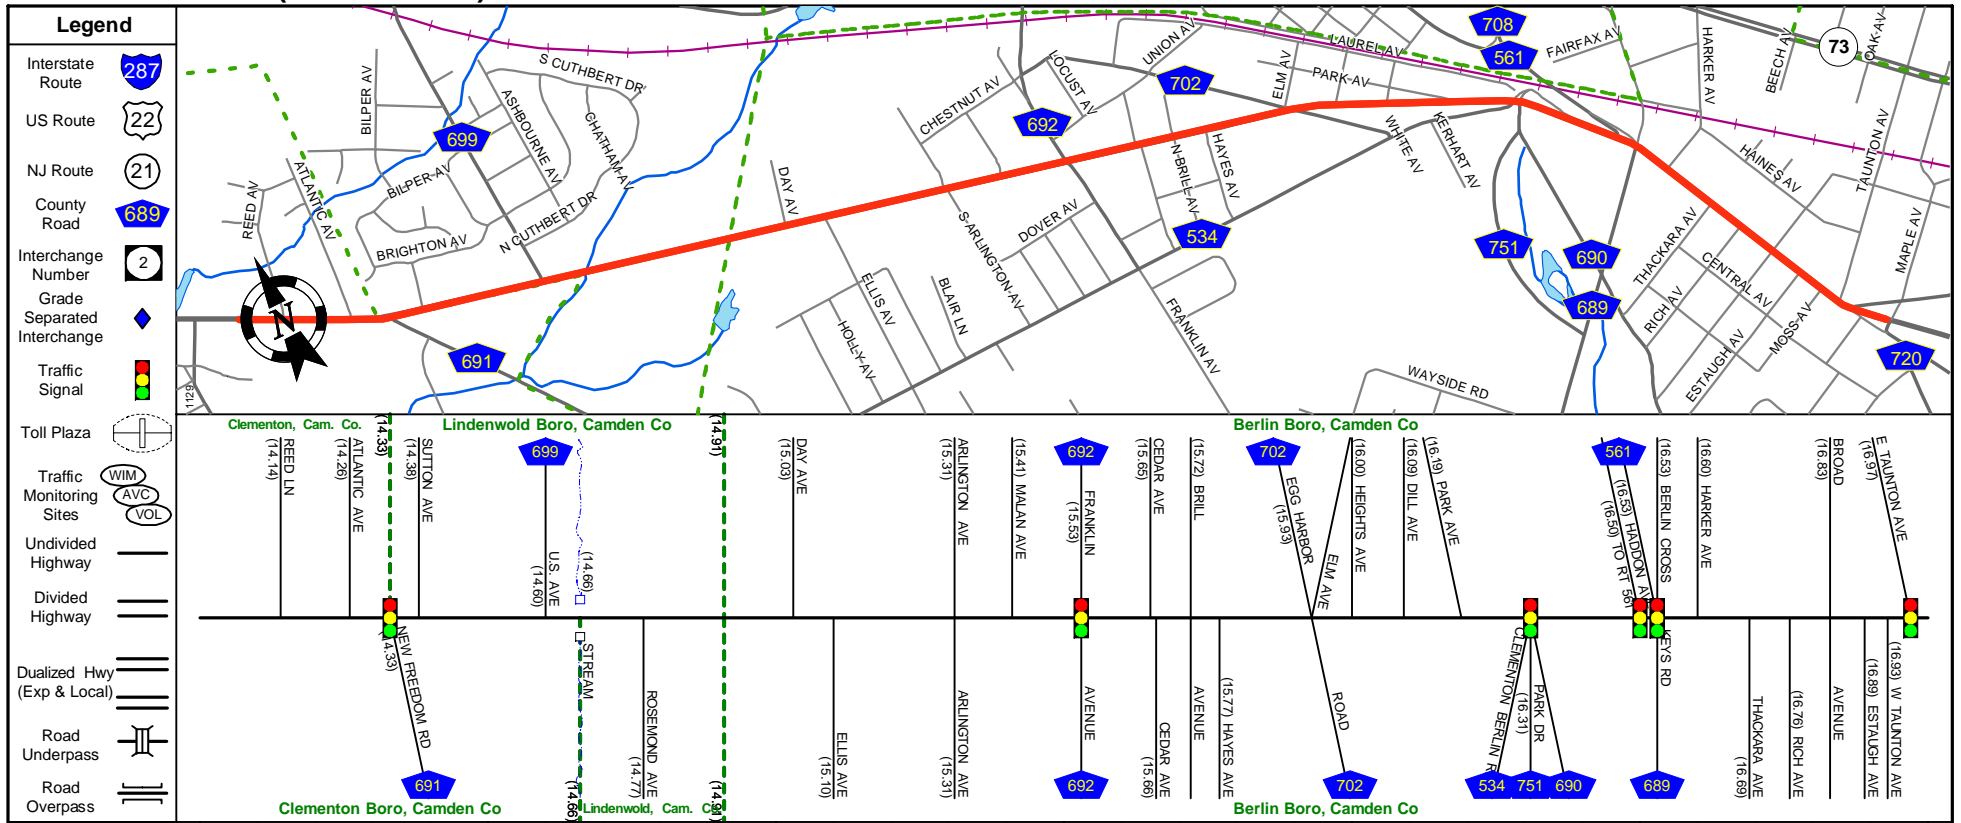 Legend
Interstate
Route
287
US Route
22
NJ Route
21
County
Road
689
Interchange
Number
2
Grade
Separated
Interchange
Traffic
Signal
Toll Plaza
Traffic
Monitoring
Sites
WIM
AVC
VOL
Undivided
Highway
Divided
Highway
Dualized Hwy
(Exp & Local)
Road
Underpass
Road
Overpass
REED AV
ATLANTIC AV
BILPER AV
BILPER AV
BRIGHTON AV
699
S CUTHBERT DR
ASHBOURNE AV
CHATHAM AV
N CUTHBERT DR
691
1129
N
DAY AV
ELLIS AV
HOLLY AV
BLAIR LN
CHESTNUT AV
S ARLINGTON AV
DOVER AV
692
LOCUST AV
UNION AV
702
N BRILL AV
HAYES AV
534
FRANKLIN AV
ELM AV
PARK AV
LAUREL AV
WHITE AV
KERHART AV
WAYSIDE RD
708
561
FAIRFAX AV
751
690
689
HARKER AV
BEECH AV
73
OAK AV
HAINES AV
TAUNTON AV
MAPLE AV
THACKARA AV
CENTRAL AV
RICH AV
MOSS AV
ESTAUGH AV
720
Clementon, Cam. Co.
Lindenwold Boro, Camden Co
Berlin Boro, Camden Co
REED LN
(14.14)
ATLANTIC AVE
(14.26)
(14.33)
SUTTON AVE
(14.38)
699
U.S. AVE
(14.60)
(14.66)
(14.91)
DAY AVE
(15.03)
ARLINGTON AVE
(15.31)
(15.41) MALAN AVE
692
FRANKLIN
(15.53)
CEDAR AVE
(15.65)
(15.72) BRILL
702
EGG HARBOR
(15.93)
ELM AVE
(16.00) HEIGHTS AVE
(16.09) DILL AVE
(16.19) PARK AVE
561
(16.50) TO RT 561
(16.53) HADDON AV
(16.53) BERLIN CROSS
(16.60) HARKER AVE
BROAD
(16.83)
E TAUNTON AVE
(16.97)
(14.33)
NEW FREEDOM RD
691
STREAM
(14.66)
ROSEMOND AVE
(14.77)
(14.91)
ELLIS AVE
(15.10)
ARLINGTON AVE
(15.31)
AVENUE
692
CEDAR AVE
(15.66)
AVENUE
(15.77) HAYES AVE
ROAD
702
CLEMENTON BERLIN R
534
PARK DR
(16.31)
751
690
KEYS RD
689
THACKARA AVE
(16.69)
(16.76) RICH AVE
AVENUE
(16.89) ESTAUGH AVE
(16.93) W TAUNTON AVE
Clementon Boro, Camden Co
Lindenwold, Cam. C
Berlin Boro, Camden Co